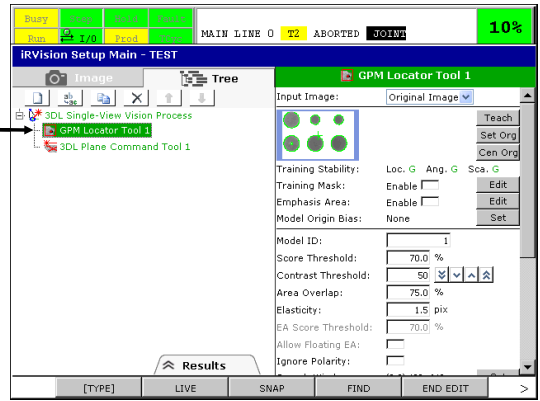 Busy Step Hold Fault
Run I/O Prod TCyc
MAIN LINE 0 T2 ABORTED JOINT
10%
iRVision Setup Main - TEST
Image
Tree
3DL Single-View Vision Process
GPM Locator Tool 1
3DL Plane Command Tool 1
Results
GPM Locator Tool 1
Input Image: Original Image
Teach
Set Org
Cen Org
Training Stability: Loc. G Ang. G Sca. G
Training Mask: Enable Edit
Emphasis Area: Enable Edit
Model Origin Bias: None Set
Model ID: 1
Score Threshold: 70.0 %
Contrast Threshold: 50
Area Overlap: 75.0 %
Elasticity: 1.5 pix
EA Score Threshold: 70.0 %
Allow Floating EA:
Ignore Polarity:
[TYPE] LIVE SNAP FIND END EDIT >